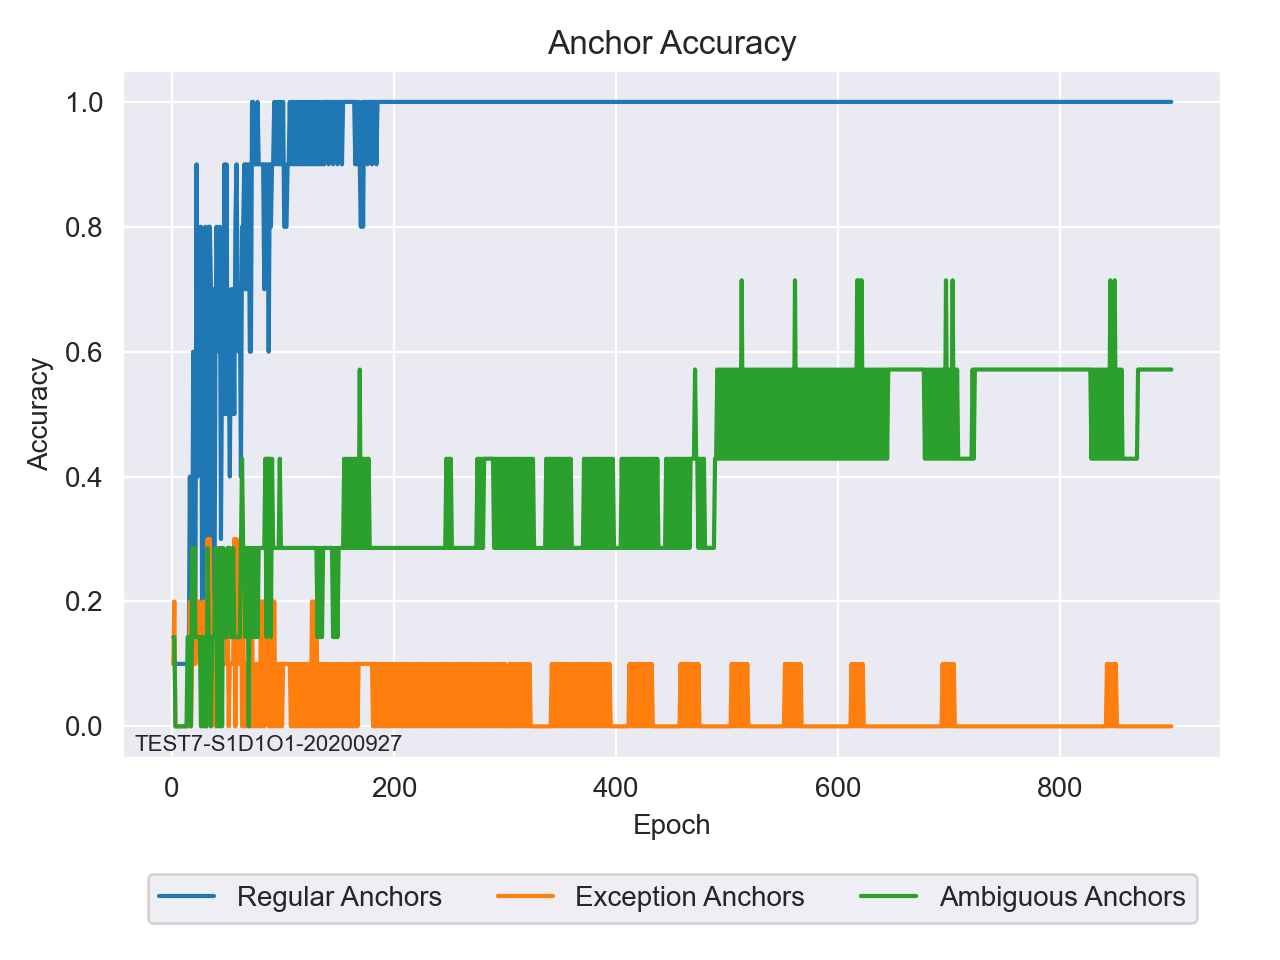 Anchor Accuracy
1.0
0.8
0.6
0.4
0.2
0.0
Accuracy
TEST7-S1D1O1-20200927
0 200 400 600 800
Epoch
Regular Anchors Exception Anchors Ambiguous Anchors